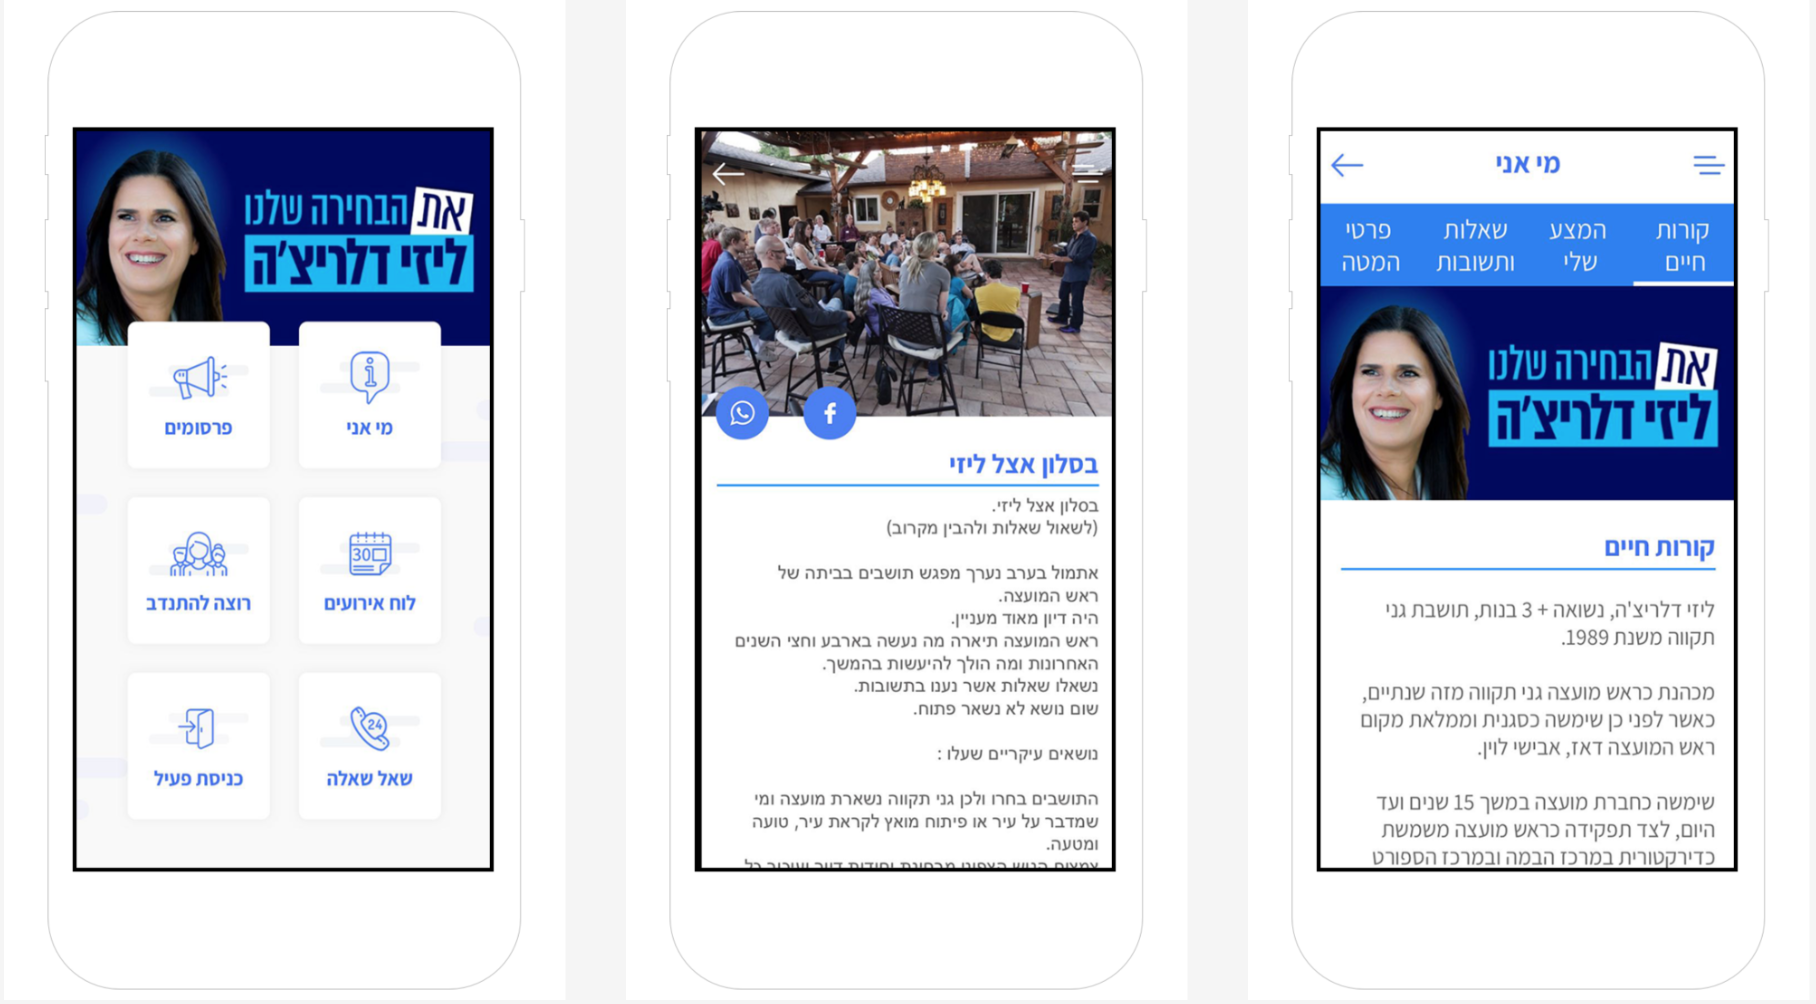 את הבחירה שלנו
ליזי דלריצ'ה
מי אני
פרסומים
30
לוח אירועים
רוצה להתנדב
24
שאל שאלה
כניסת פעיל
בסלון אצל ליזי
בסלון אצל ליזי.
(לשאול שאלות ולהבין מקרוב)
אתמול בערב נערך מפגש תושבים בביתה של
ראש המועצה.
היה דיון מאוד מעניין.
ראש המועצה תיארה מה נעשה בארבע וחצי השנים
האחרונות ומה הולך להיעשות בהמשך.
נשאלו שאלות אשר נענו בתשובות.
שום נושא לא נשאר פתוח.
נושאים עיקריים שעלו :
התושבים בחרו ולכן גני תקווה נשארת מועצה ומי
שמדבר על עיר או פיתוח מואץ לקראת עיר, טועה
ומטעה.
מי אני
קורות חיים
המצע שלי
שאלות ותשובות
פרטי המטה
את הבחירה שלנו
ליזי דלריצ'ה
קורות חיים
ליזי דלריצ'ה, נשואה + 3 בנות, תושבת גני
תקווה משנת 1989.
מכהנת כראש מועצה גני תקווה מזה שנתיים,
כאשר לפני כן שימשה כסגנית וממלאת מקום
ראש המועצה דאז, אבישי לוין.
שימשה כחברת מועצה במשך 15 שנים ועד
היום, לצד תפקידה כראש מועצה משמשת
כדירקטורית במרכז הבמה ובמרכז הספורט